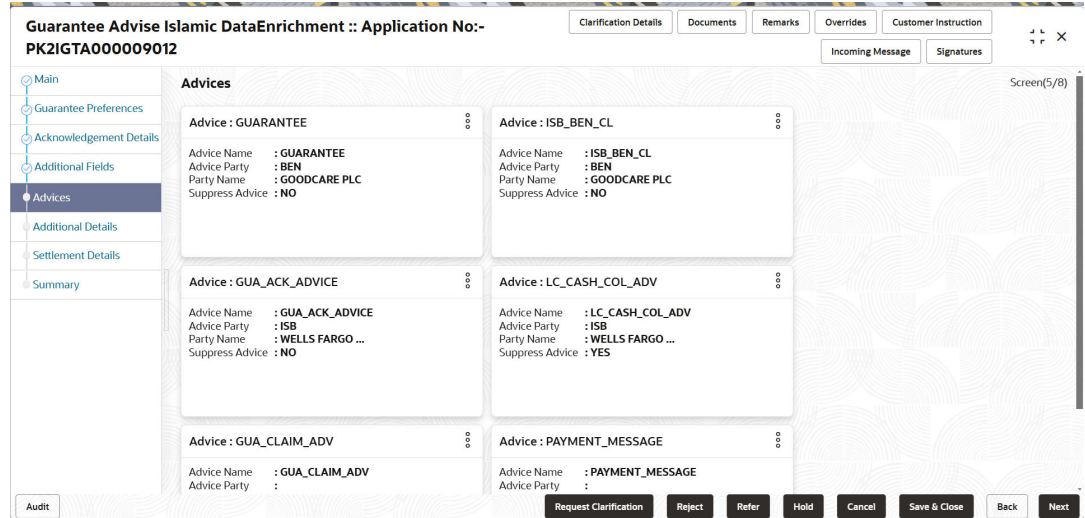 Guarantee Advise Islamic DataEnrichment :: Application No:-
PK2IGTA000009012
Clarification Details
Documents
Remarks
Overrides
Customer Instruction
Incoming Message
Signatures
Main
Guarantee Preferences
Acknowledgement Details
Additional Fields
Advices
Additional Details
Settlement Details
Summary
Advices
Screen(5/8)
Advice : GUARANTEE
Advice Name : GUARANTEE
Advice Party : BEN
Party Name : GOODCARE PLC
Suppress Advice : NO
Advice : ISB_BEN_CL
Advice Name : ISB_BEN_CL
Advice Party : BEN
Party Name : GOODCARE PLC
Suppress Advice : NO
Advice : GUA_ACK_ADVICE
Advice Name : GUA_ACK_ADVICE
Advice Party : ISB
Party Name : WELLS FARGO ...
Suppress Advice : NO
Advice : LC_CASH_COL_ADV
Advice Name : LC_CASH_COL_ADV
Advice Party : ISB
Party Name : WELLS FARGO ...
Suppress Advice : YES
Advice : GUA_CLAIM_ADV
Advice Name : GUA_CLAIM_ADV
Advice Party :
Advice : PAYMENT_MESSAGE
Advice Name : PAYMENT_MESSAGE
Advice Party :
Audit
Request Clarification
Reject
Refer
Hold
Cancel
Save & Close
Back
Next